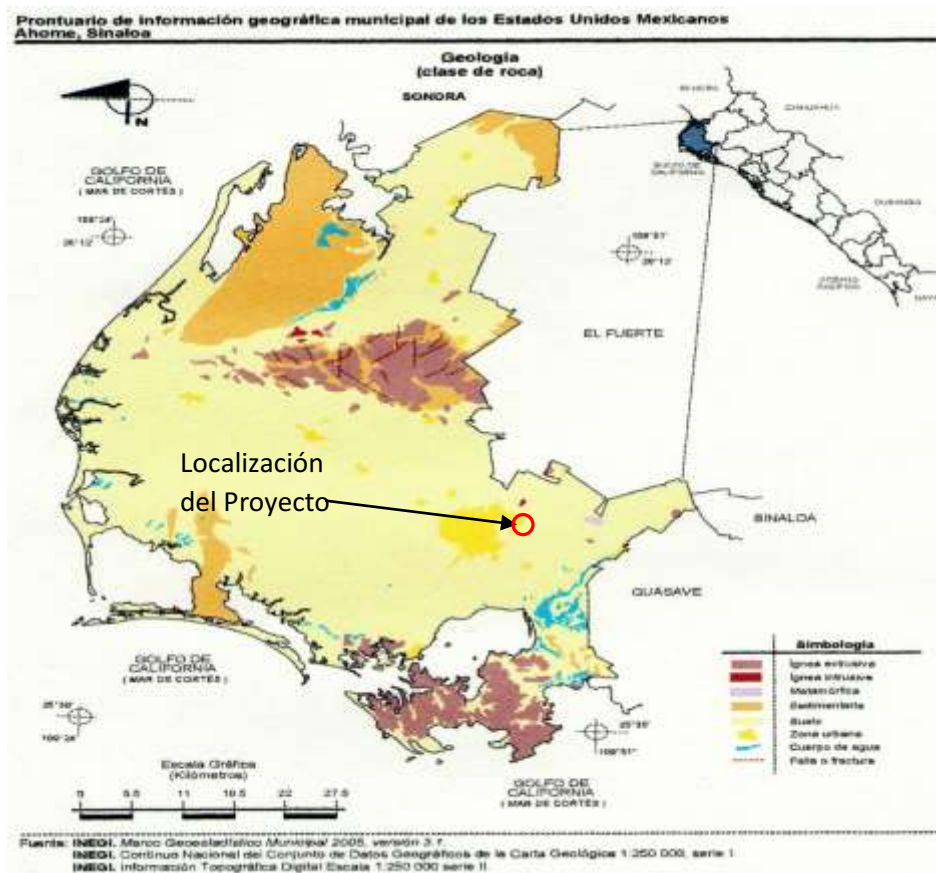 Prontuario de información geográfica municipal de los Estados Unidos Mexicanos
Ahome, Sinaloa
Geología
(clase de roca)
SONORA
N
GOLFO DE
CALIFORNIA
( MAR DE CORTÉS )
CHIHUAHUA
GOLFO DE
CALIFORNIA
DURANGO
EL FUERTE
Localización
del Proyecto
SINALOA
GUASAVE
GOLFO DE
CALIFORNIA
( MAR DE CORTÉS )
Simbología
Ígnea extrusiva
Ígnea intrusiva
Metamórfica
Sedimentaria
Suelo
Zona urbana
Cuerpo de agua
Falla o fractura
Escala Gráfica
(Kilómetros)
GOLFO DE
CALIFORNIA
( MAR DE CORTÉS )
Fuente: INEGI. Marco Geoestadístico Municipal 2005, versión 3.1.
INEGI. Continuo Nacional del Conjunto de Datos Geográficos de la Carta Geológica 1:250 000, serie I.
INEGI. Información Topográfica Digital Escala 1:250 000 serie II.